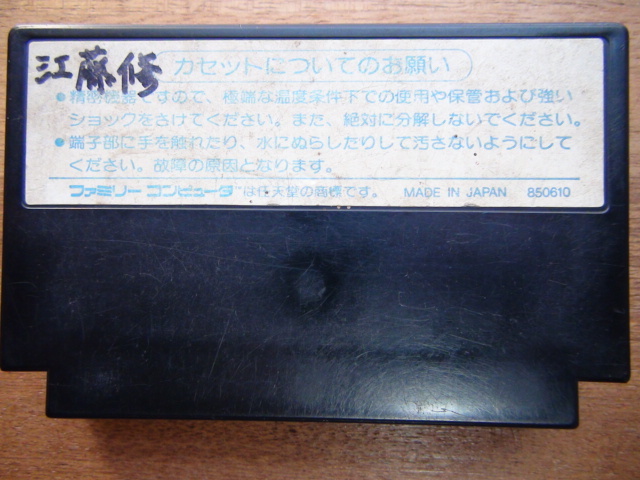 江藤修
カセットについてのお願い
●精密機器ですので、極端な温度条件下での使用や保管および強い
ショックをさけてください。また、絶対に分解しないでください。
●端子部に手を触れたり、水にぬらしたりして汚さないようにして
ください。故障の原因となります。
ファミリーコンピュータ™は任天堂の商標です。 MADE IN JAPAN 850610